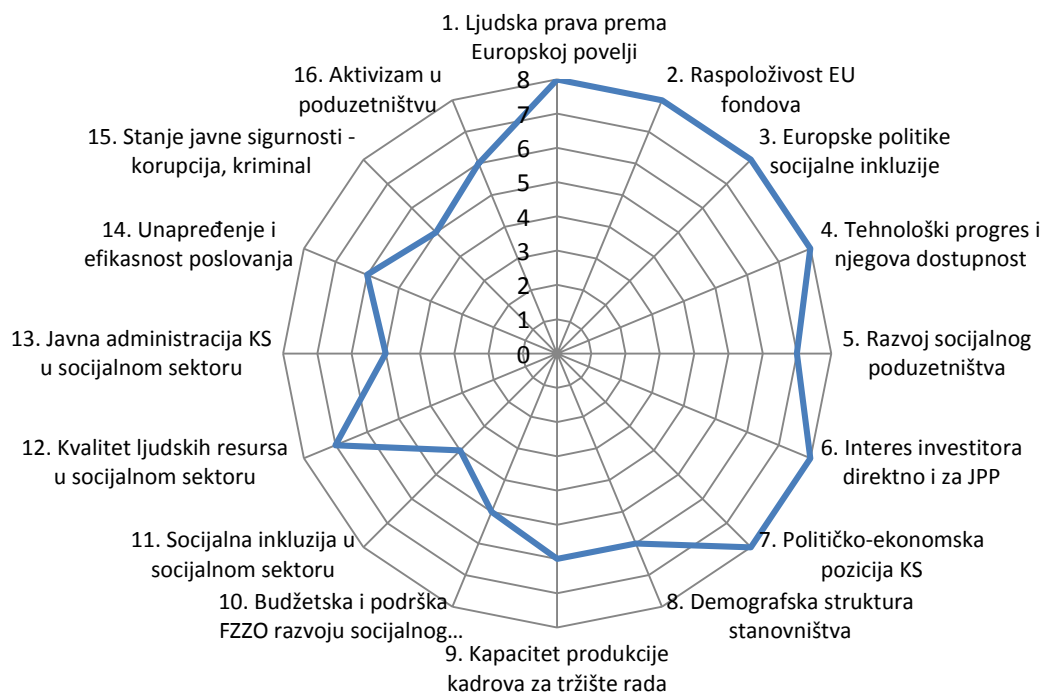 1. Ljudska prava prema
Europskoj povelji
2. Raspoloživost EU
fondova
3. Europske politike
socijalne inkluzije
4. Tehnološki progres i
njegova dostupnost
5. Razvoj socijalnog
poduzetništva
6. Interes investitora
direktno i za JPP
7. Političko-ekonomska
pozicija KS
8. Demografska struktura
stanovništva
9. Kapacitet produkcije
kadrova za tržište rada
10. Budžetska i podrška
FZZO razvoju socijalnog...
11. Socijalna inkluzija u
socijalnom sektoru
12. Kvalitet ljudskih resursa
u socijalnom sektoru
13. Javna administracija KS
u socijalnom sektoru
14. Unapređenje i
efikasnost poslovanja
15. Stanje javne sigurnosti -
korupcija, kriminal
16. Aktivizam u
poduzetništvu
8
7
6
5
4
3
2
1
0